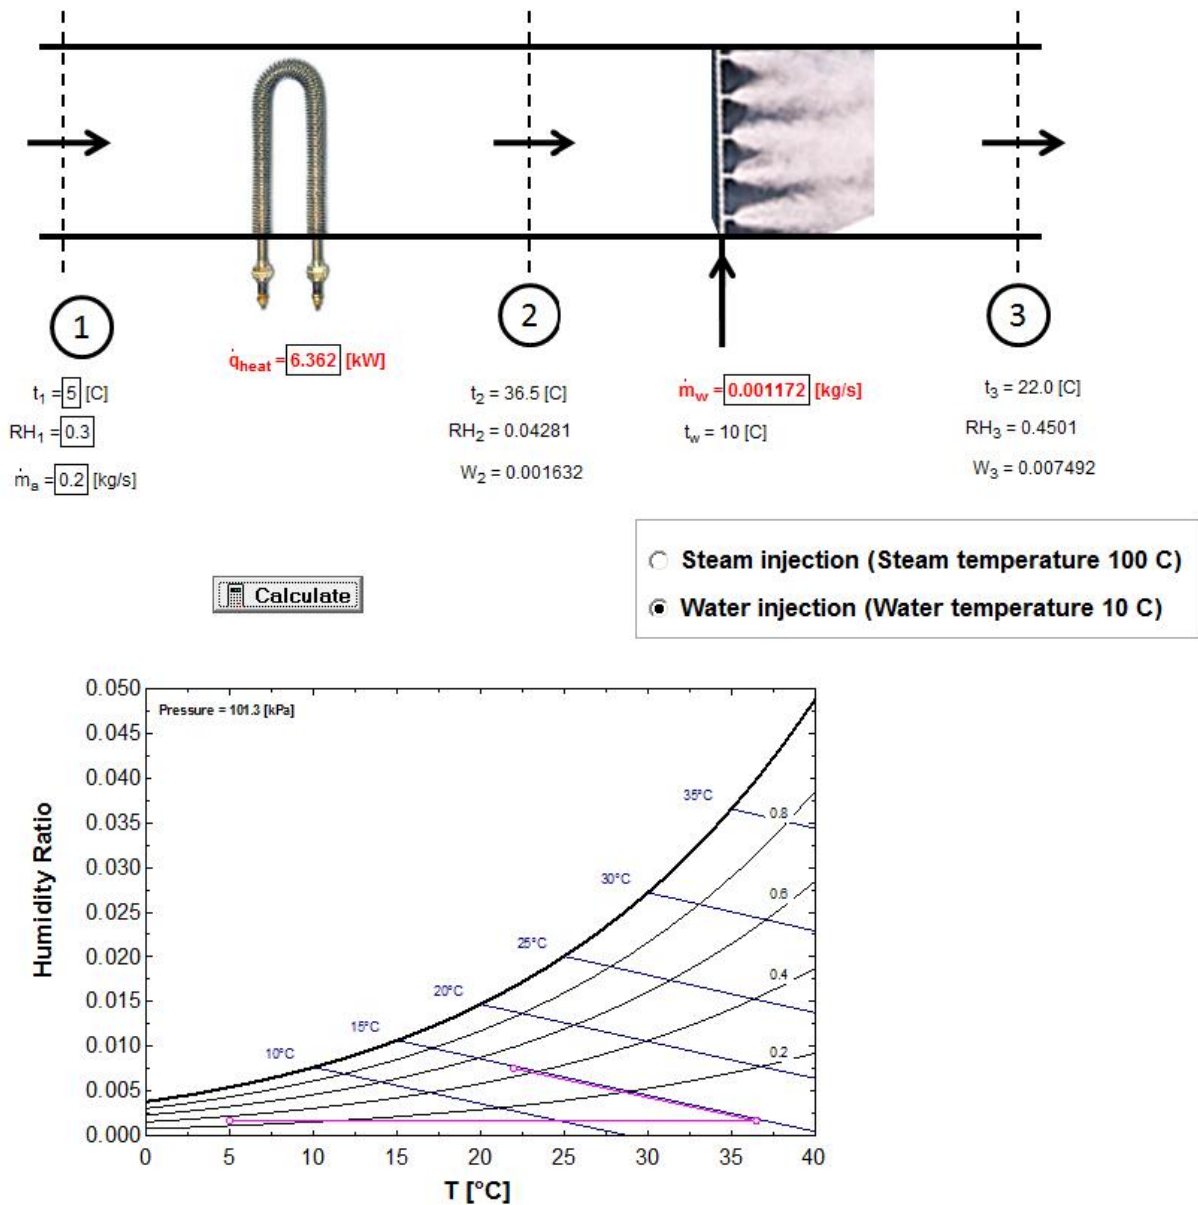 1
2
3
q̇heat = 6.362 [kW]
t1 = 5 [C]
RH1 = 0.3
ṁa = 0.2 [kg/s]
t2 = 36.5 [C]
RH2 = 0.04281
W2 = 0.001632
ṁw = 0.001172 [kg/s]
tw = 10 [C]
t3 = 22.0 [C]
RH3 = 0.4501
W3 = 0.007492
Steam injection (Steam temperature 100 C)
Water injection (Water temperature 10 C)
Calculate
Pressure = 101.3 [kPa]
0.050
0.045
0.040
0.035
0.030
0.025
0.020
0.015
0.010
0.005
0.000
Humidity Ratio
35°C
30°C
25°C
20°C
15°C
10°C
0.8
0.6
0.4
0.2
0 5 10 15 20 25 30 35 40
T [°C]